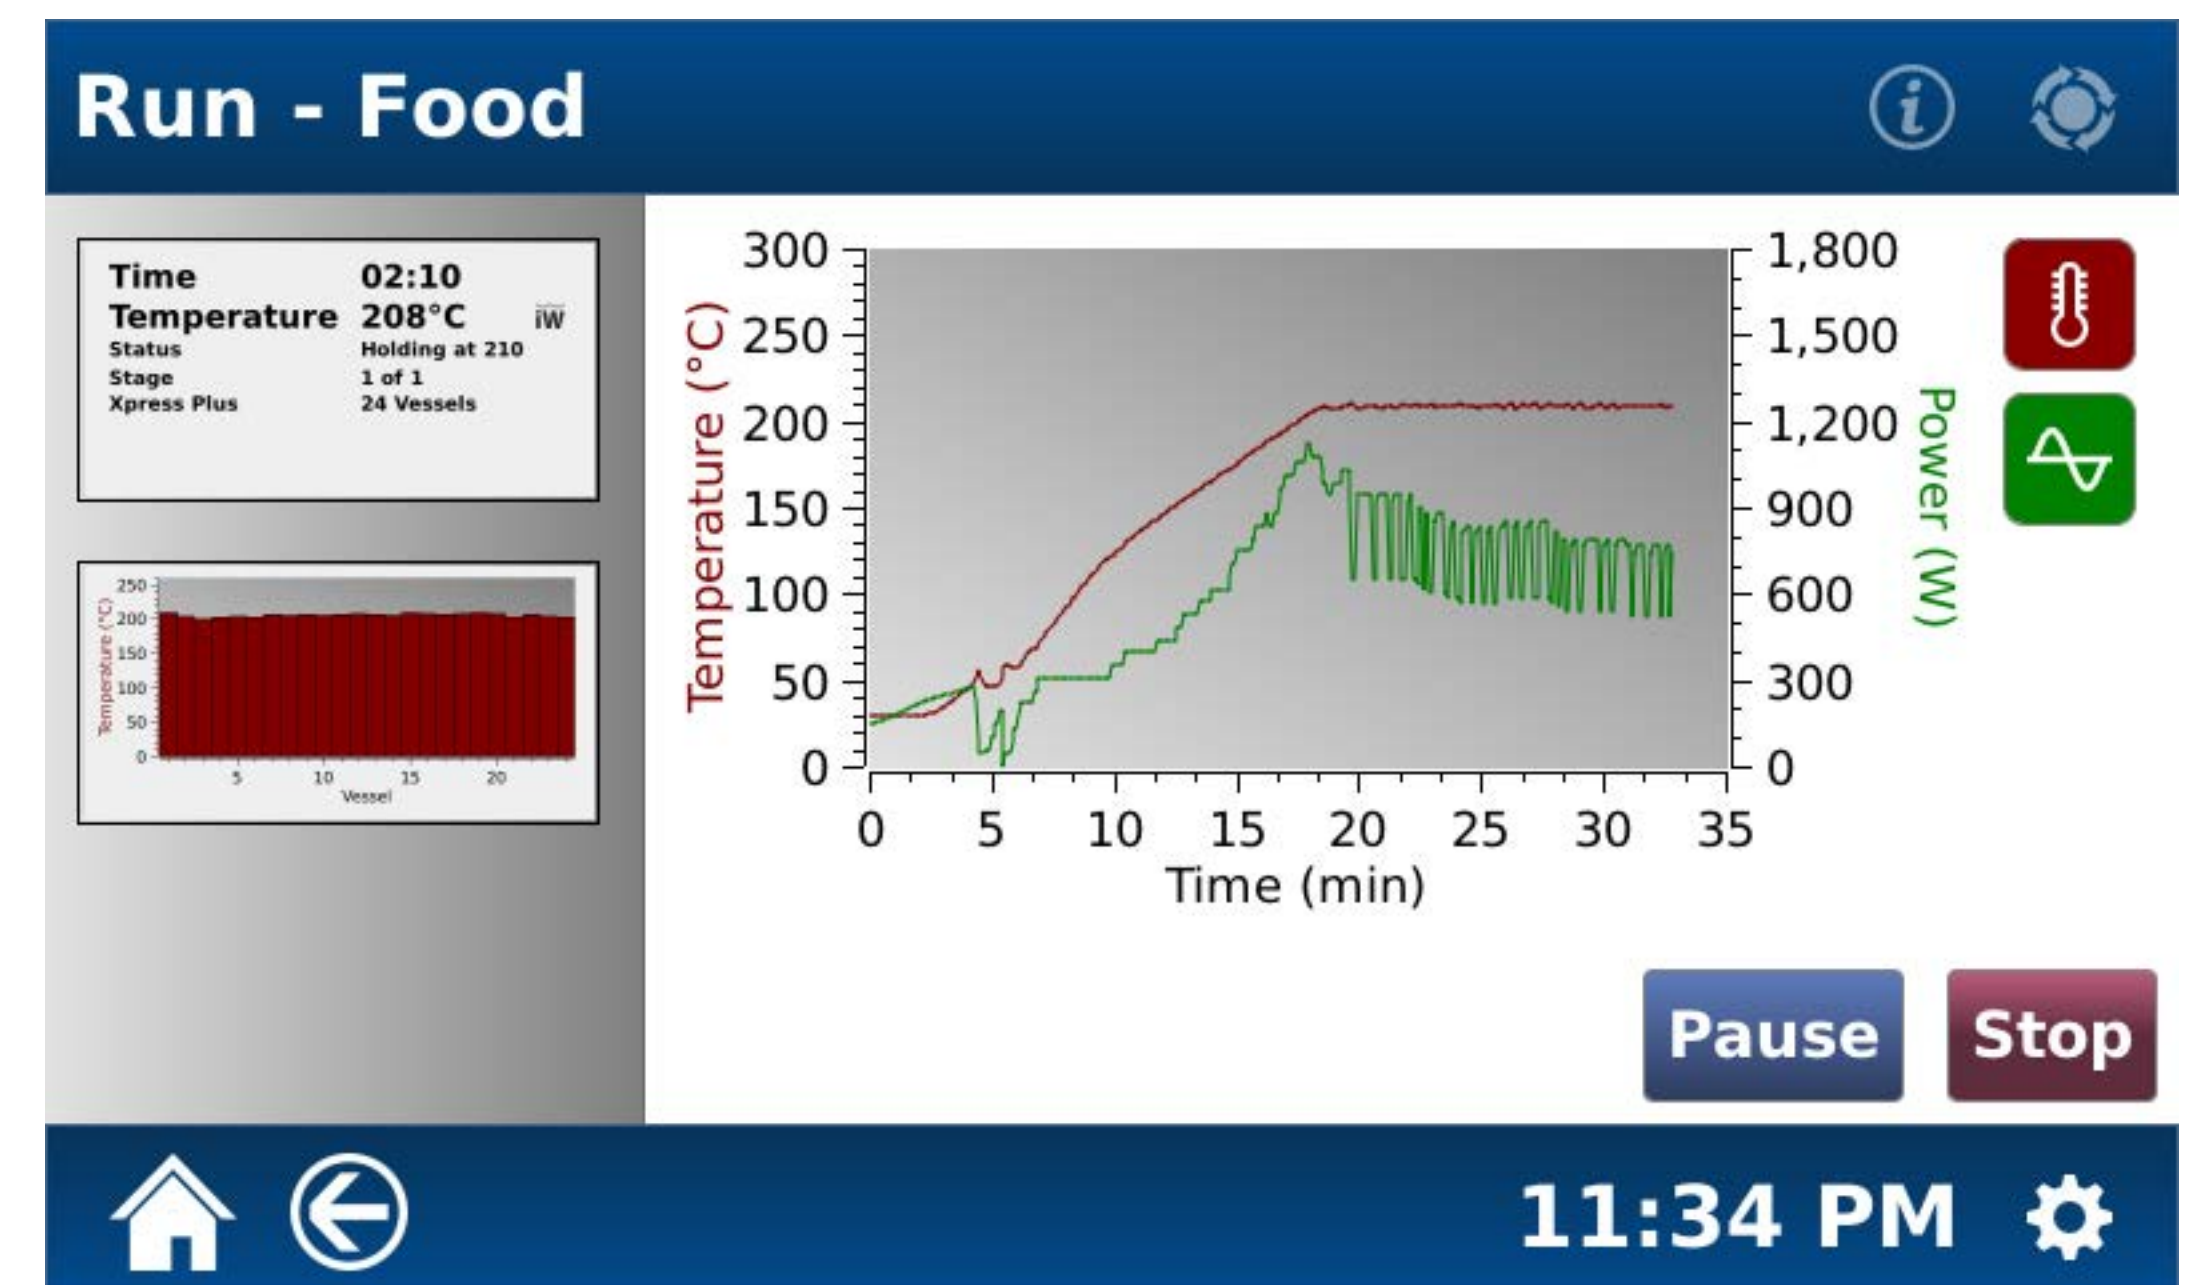 Run - Food
Time 02:10
Temperature 208°C iW
Status Holding at 210
Stage 1 of 1
Xpress Plus 24 Vessels
250
200
150
100
50
0
Temperature (°C)
5 10 15 20
Vessel
300
250
200
150
100
50
0
Temperature (°C)
1,800
1,500
1,200
900
600
300
0
Power (W)
0 5 10 15 20 25 30 35
Time (min)
Pause Stop
11:34 PM